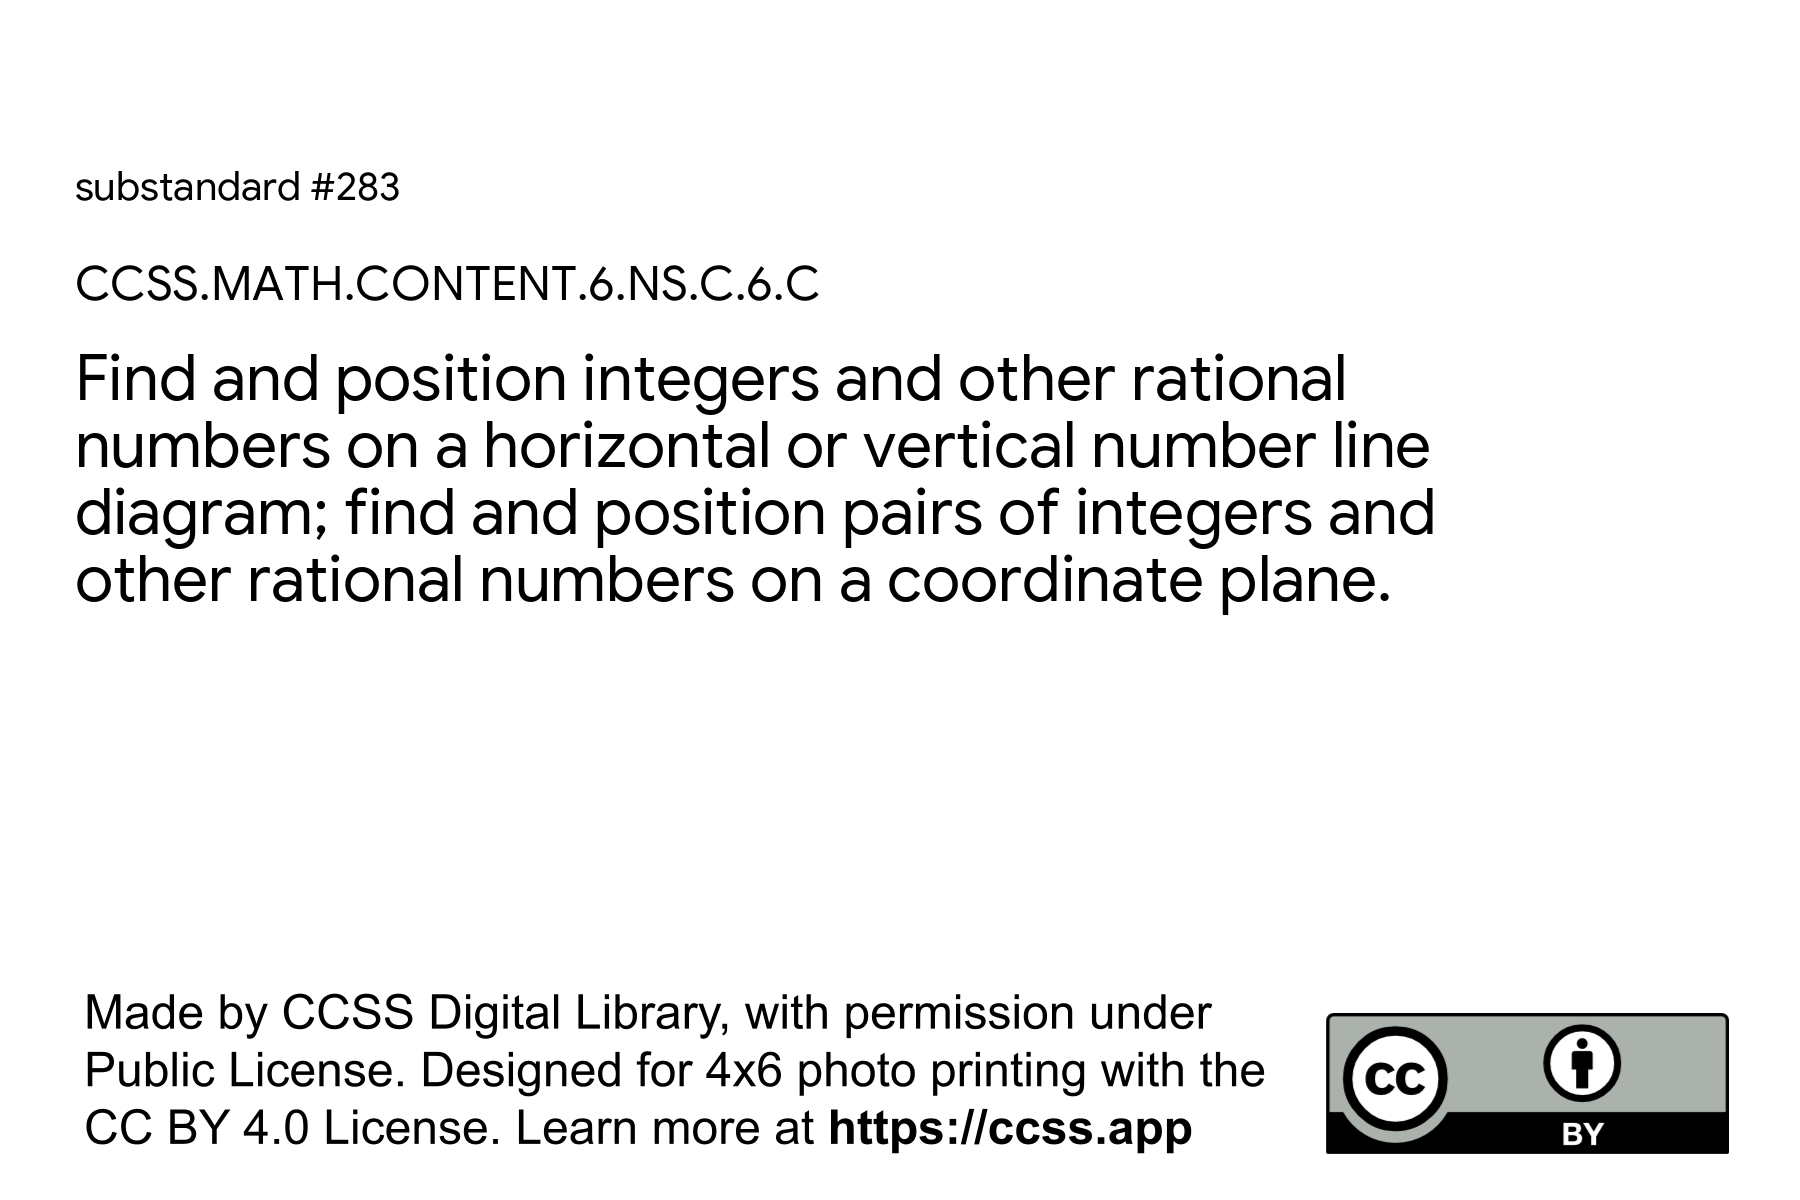 substandard #283
CCSS.MATH.CONTENT.6.NS.C.6.C
Find and position integers and other rational
numbers on a horizontal or vertical number line
diagram; find and position pairs of integers and
other rational numbers on a coordinate plane.
Made by CCSS Digital Library, with permission under
Public License. Designed for 4x6 photo printing with the
CC BY 4.0 License. Learn more at https://ccss.app
CC
BY